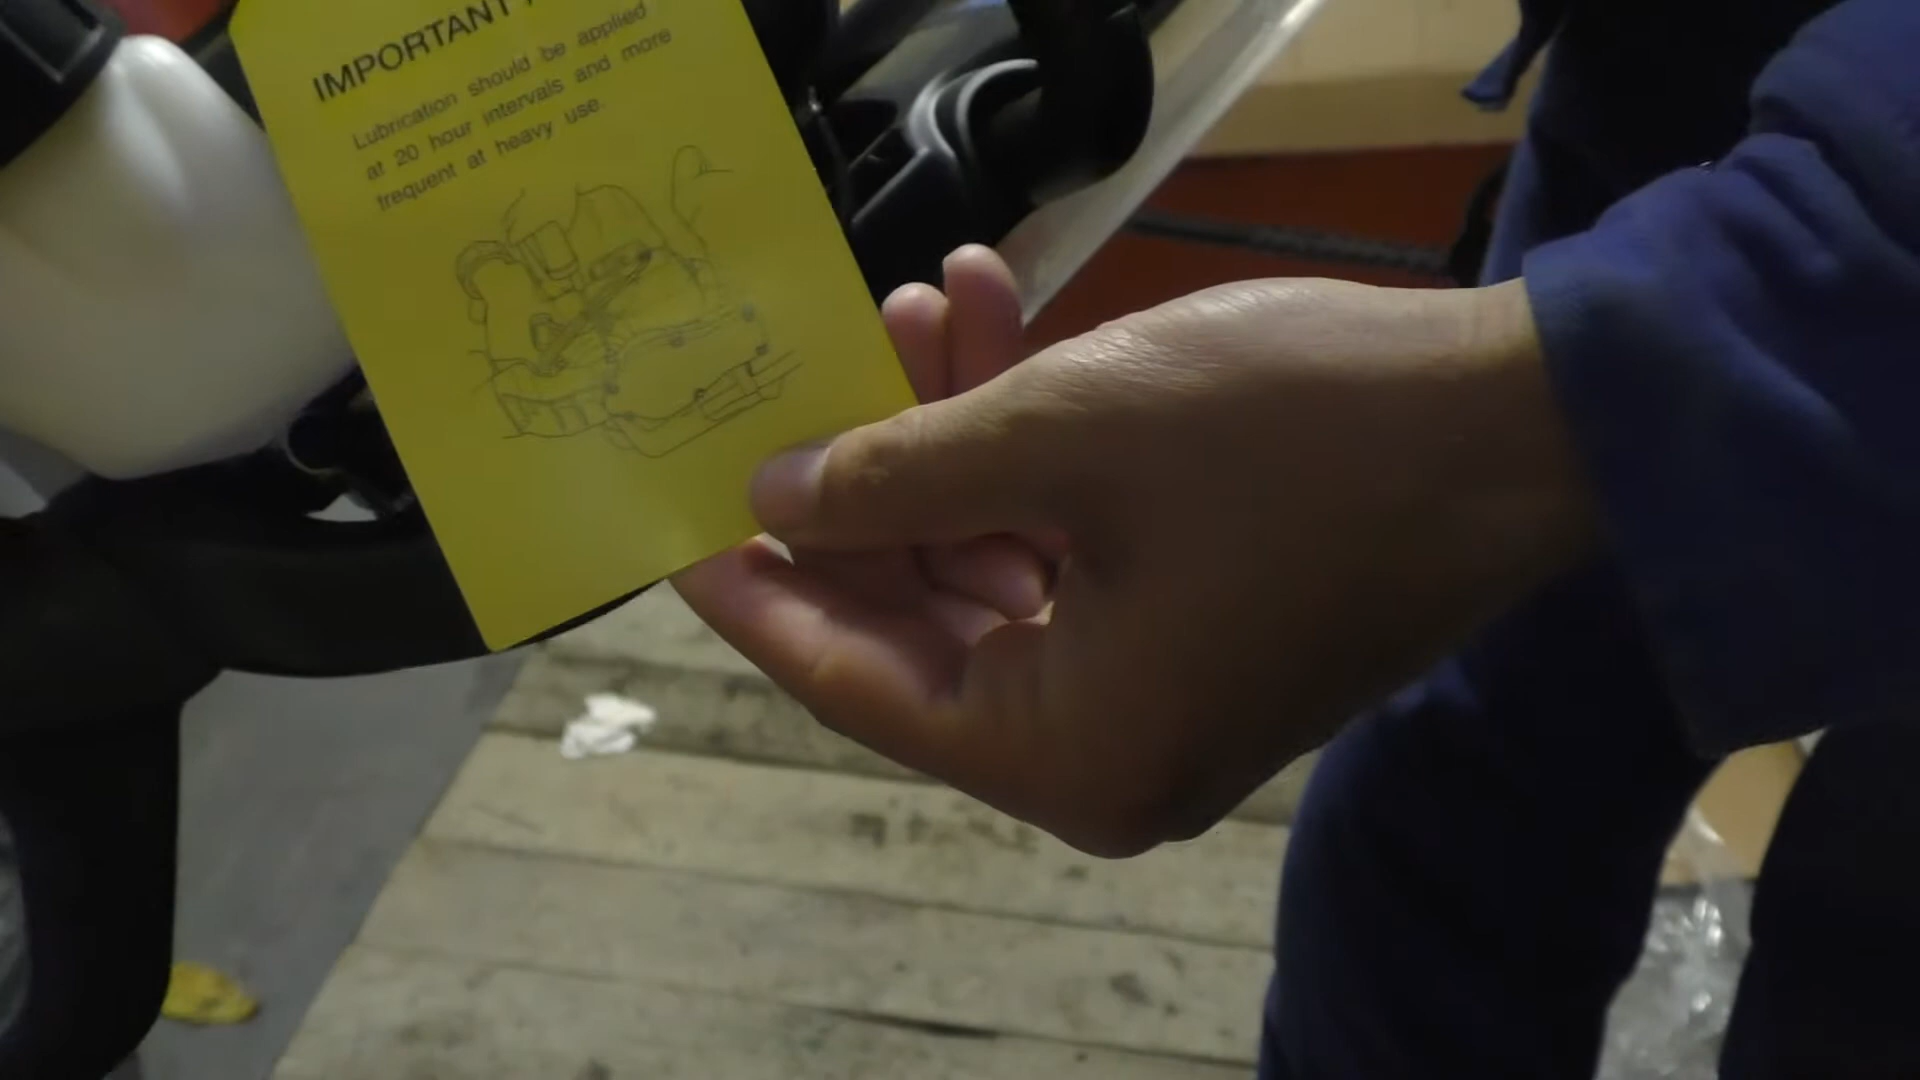 IMPORTANT
Lubrication should be applied
at 20 hour intervals and more
frequent at heavy use.